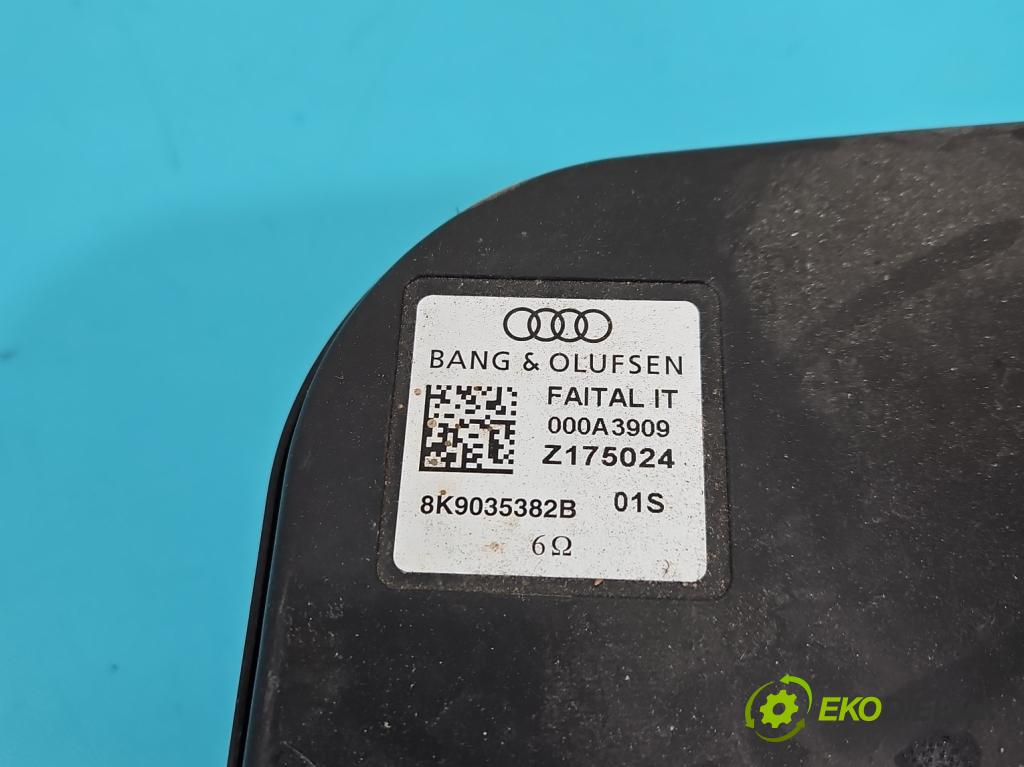 BANG & OLUFSEN
FAITAL IT
000A3909
Z175024
8K9035382B 01S
6Ω
EKO